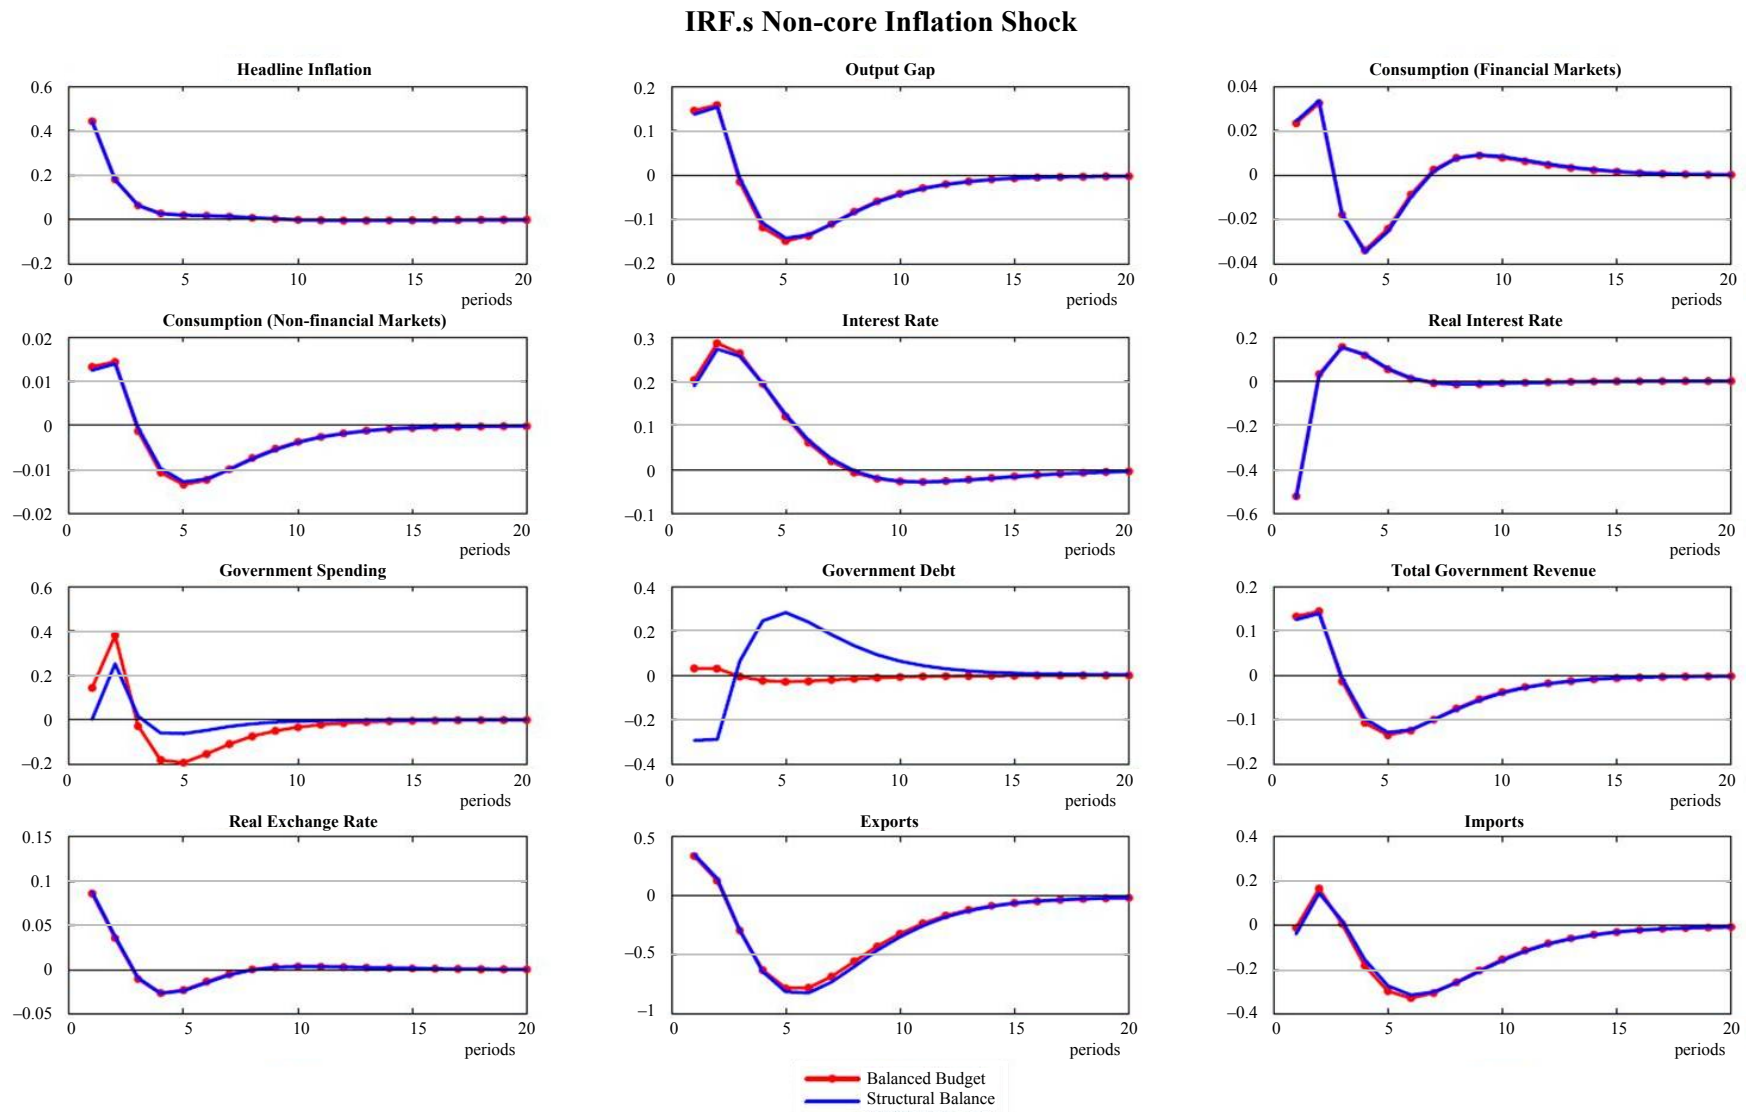 IRF.s Non-core Inflation Shock
Headline Inflation
0.6
0.4
0.2
0
–0.2
0 5 10 15 20
periods
Output Gap
0.2
0.1
0
–0.1
–0.2
0 5 10 15 20
periods
Consumption (Financial Markets)
0.04
0.02
0
–0.02
–0.04
0 5 10 15 20
periods
Consumption (Non-financial Markets)
0.02
0.01
0
–0.01
–0.02
0 5 10 15 20
periods
Interest Rate
0.3
0.2
0.1
0
–0.1
0 5 10 15 20
periods
Real Interest Rate
0.2
0
–0.2
–0.4
–0.6
0 5 10 15 20
periods
Government Spending
0.6
0.4
0.2
0
–0.2
0 5 10 15 20
periods
Government Debt
0.4
0.2
0
–0.2
–0.4
0 5 10 15 20
periods
Total Government Revenue
0.2
0.1
0
–0.1
–0.2
0 5 10 15 20
periods
Real Exchange Rate
0.15
0.1
0.05
0
–0.05
0 5 10 15 20
periods
Exports
0.5
0
–0.5
–1
0 5 10 15 20
periods
Imports
0.4
0.2
0
–0.2
–0.4
0 5 10 15 20
periods
Balanced Budget
Structural Balance